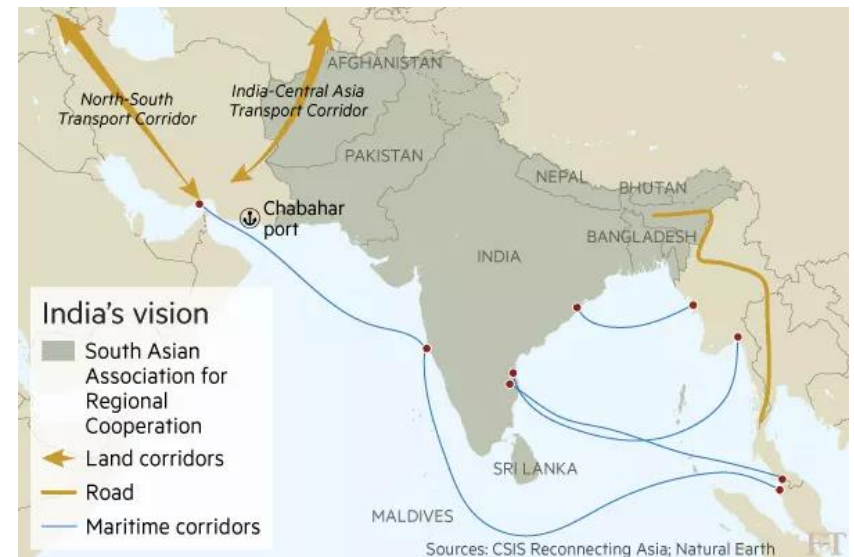 AFGHANISTAN
North-South
Transport Corridor
India-Central Asia
Transport Corridor
PAKISTAN
NEPAL
BHUTAN
BANGLADESH
INDIA
Chabahar
port
SRI LANKA
MALDIVES
India's vision
South Asian
Association for
Regional
Cooperation
Land corridors
Road
Maritime corridors
Sources: CSIS Reconnecting Asia; Natural Earth
FT